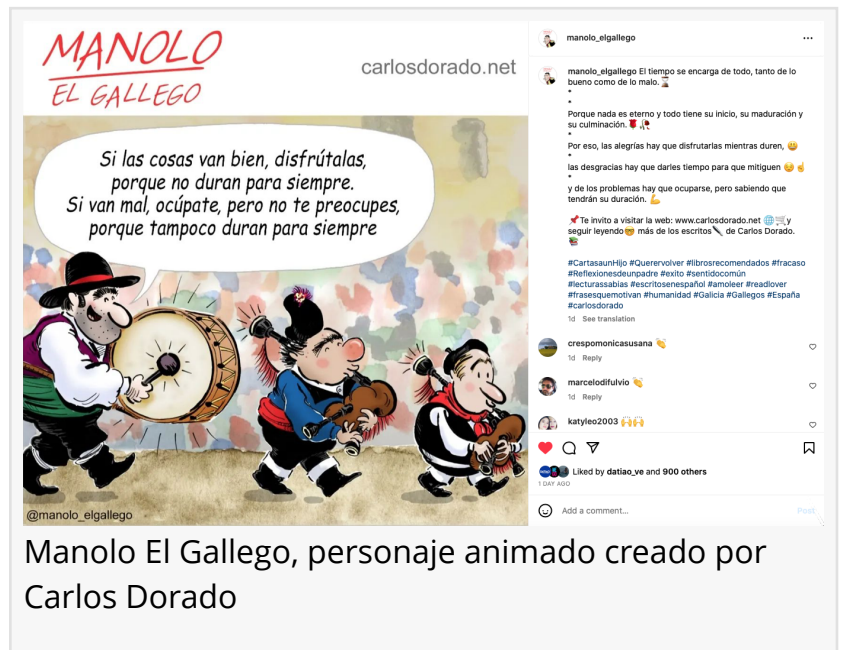 MANOLO
EL GALLEGO
carlosdorado.net
Si las cosas van bien, disfrútalas,
porque no duran para siempre.
Si van mal, ocúpate, pero no te preocupes,
porque tampoco duran para siempre
@manolo_elgallego
manolo_elgallego
manolo_elgallego El tiempo se encarga de todo, tanto de lo
bueno como de lo malo.⌛
*
*
Porque nada es eterno y todo tiene su inicio, su maduración y
su culminación.🌹🥀
*
Por eso, las alegrías hay que disfrutarlas mientras duren, 😃
*
las desgracias hay que darles tiempo para que mitiguen 😔☝
*
y de los problemas hay que ocuparse, pero sabiendo que
tendrán su duración. 💪
📌Te invito a visitar la web: www.carlosdorado.net 🌐🛒y
seguir leyendo🤓 más de los escritos✒ de Carlos Dorado.
📚
#CartasaunHijo #Querervolver #librosrecomendados #fracaso
#Reflexionesdeunpadre #exito #sentidocomún
#lecturassabias #escritosenespañol #amoleer #readlover
#frasesquemotivan #humanidad #Galicia #Gallegos #España
#carlosdorado
1d See translation
crespomonicasusana 👏
1d Reply
marcelodifulvio 👏
1d Reply
katyleo2003 🙌🙌
Liked by datiao_ve and 900 others
1 DAY AGO
Add a comment...
Post
Manolo El Gallego, personaje animado creado por
Carlos Dorado